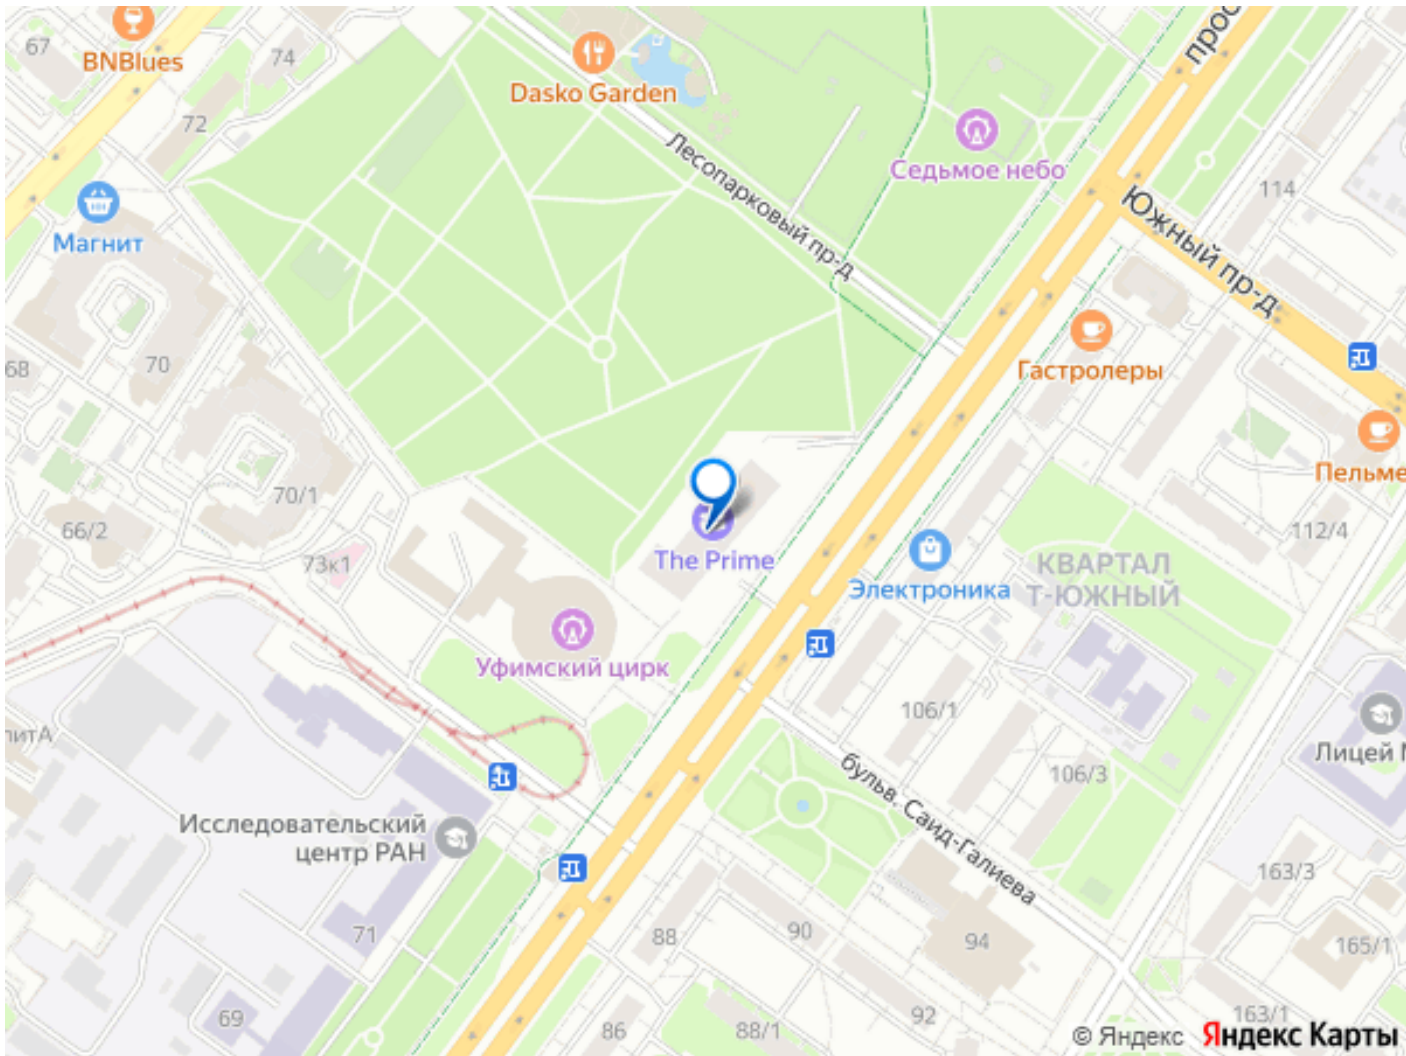 67
BNBlues
74
Dasko Garden
72
Седьмое небо
Лесопарковый пр-д
прос
Южный пр-д
114
Магнит
Гастролеры
70
68
Пельме
70/1
66/2
73к1
112/4
The Prime
Электроника
КВАРТАЛ
Т-ЮЖНЫЙ
Уфимский цирк
106/1
питА
Лицей
106/3
бульв. Саид-Галиева
Исследовательский
центр РАН
163/3
71
88
90
94
165/1
69
86
88/1
92
163/1
© Яндекс Яндекс Карты